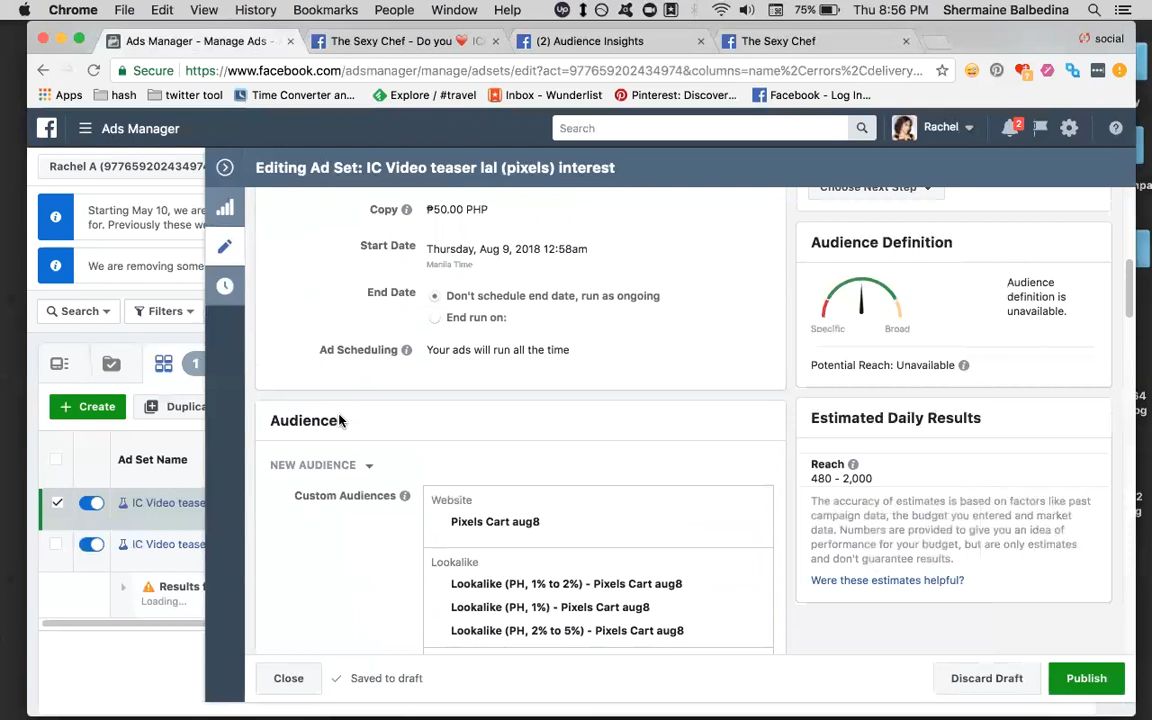 Chrome File Edit View History Bookmarks People Window Help 75% Thu 8:56 PM Shermaine Balbedina
Ads Manager - Manage Ads - The Sexy Chef - Do you ❤️ IC (2) Audience Insights The Sexy Chef social
Secure https://www.facebook.com/adsmanager/manage/adsets/edit?act=977659202434974&columns=name%2Cerrors%2Cdelivery...
Apps hash twitter tool Time Converter an... Explore / #travel Inbox - Wunderlist Pinterest: Discover... Facebook - Log In...
Ads Manager Search Rachel 2
Rachel A (977659202434974
Editing Ad Set: IC Video teaser lal (pixels) interest
Starting May 10, we are
for. Previously these w
We are removing some
Search Filters
1
+ Create Duplica
Ad Set Name
IC Video tease
IC Video tease
Results f
Loading...
Copy ₱50.00 PHP
Start Date Thursday, Aug 9, 2018 12:58am
Manila Time
End Date Don't schedule end date, run as ongoing
End run on:
Ad Scheduling Your ads will run all the time
Audience
NEW AUDIENCE
Custom Audiences
Website
Pixels Cart aug8
Lookalike
Lookalike (PH, 1% to 2%) - Pixels Cart aug8
Lookalike (PH, 1%) - Pixels Cart aug8
Lookalike (PH, 2% to 5%) - Pixels Cart aug8
Close Saved to draft Discard Draft Publish
Choose Next Step
Audience Definition
Audience
definition is
unavailable.
Specific Broad
Potential Reach: Unavailable
Estimated Daily Results
Reach
480 - 2,000
The accuracy of estimates is based on factors like past
campaign data, the budget you entered and market
data. Numbers are provided to give you an idea of
performance for your budget, but are only estimates
and don't guarantee results.
Were these estimates helpful?